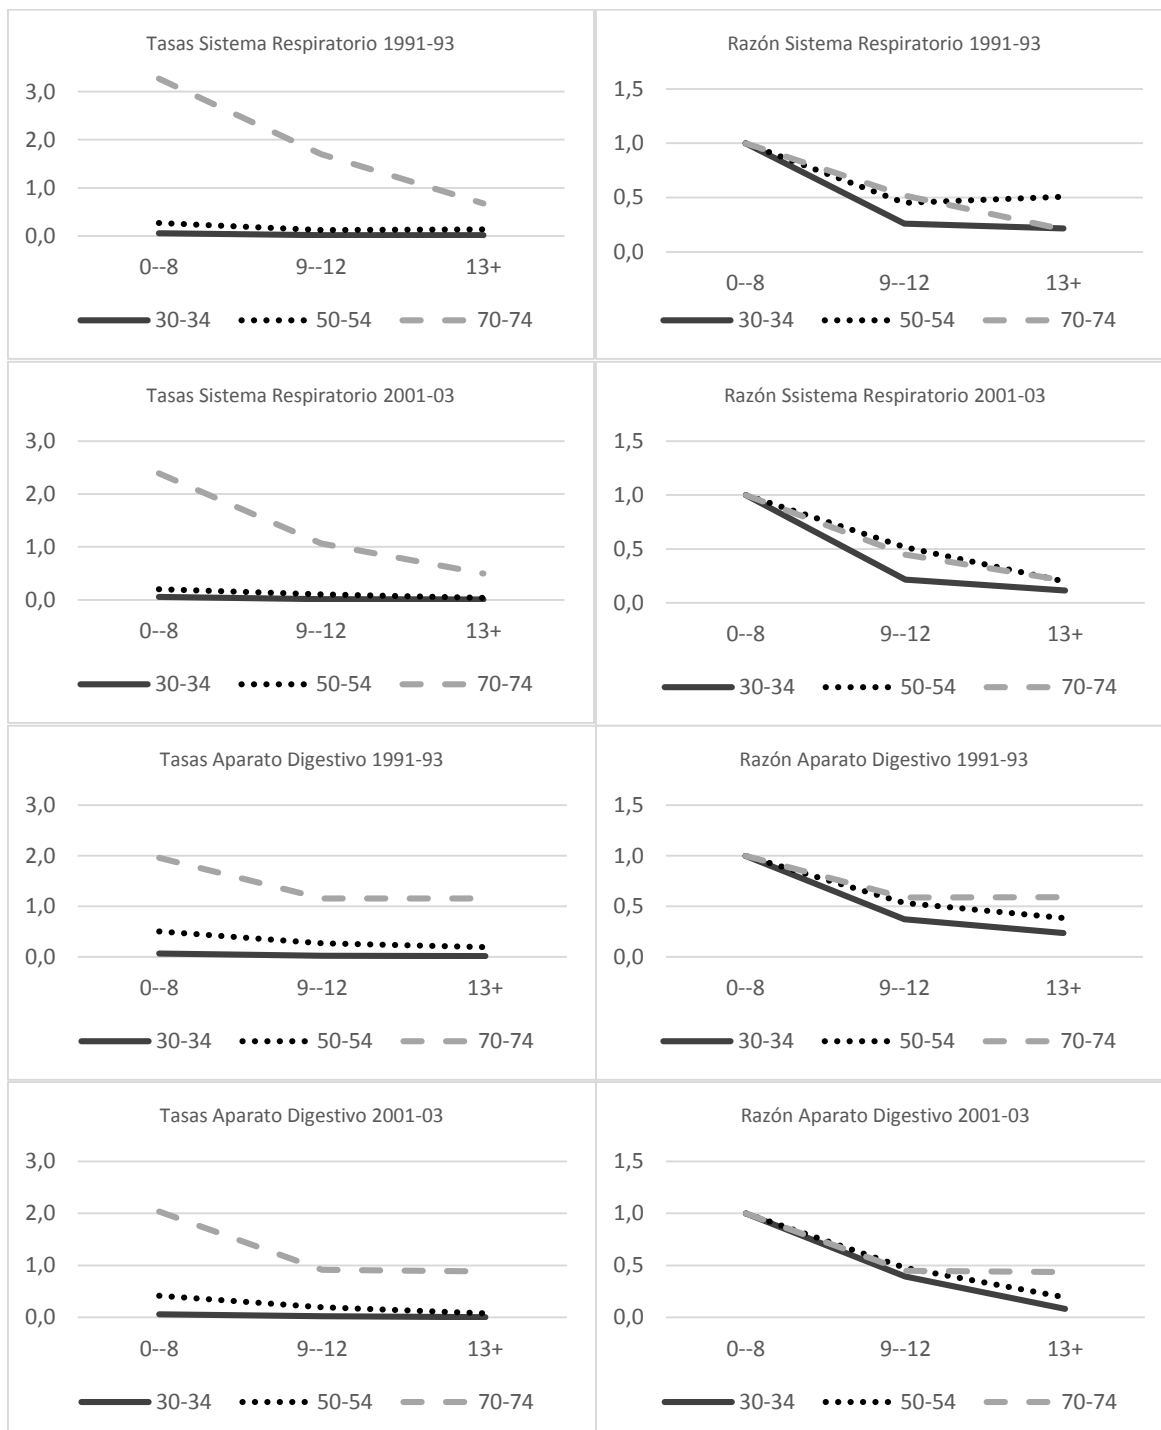 Tasas Sistema Respiratorio 1991-93
3,0
2,0
1,0
0,0
0--8 9--12 13+
30-34 50-54 70-74
Razón Sistema Respiratorio 1991-93
1,5
1,0
0,5
0,0
0--8 9--12 13+
30-34 50-54 70-74
Tasas Sistema Respiratorio 2001-03
3,0
2,0
1,0
0,0
0--8 9--12 13+
30-34 50-54 70-74
Razón Ssistema Respiratorio 2001-03
1,5
1,0
0,5
0,0
0--8 9--12 13+
30-34 50-54 70-74
Tasas Aparato Digestivo 1991-93
3,0
2,0
1,0
0,0
0--8 9--12 13+
30-34 50-54 70-74
Razón Aparato Digestivo 1991-93
1,5
1,0
0,5
0,0
0--8 9--12 13+
30-34 50-54 70-74
Tasas Aparato Digestivo 2001-03
3,0
2,0
1,0
0,0
0--8 9--12 13+
30-34 50-54 70-74
Razón Aparato Digestivo 2001-03
1,5
1,0
0,5
0,0
0--8 9--12 13+
30-34 50-54 70-74